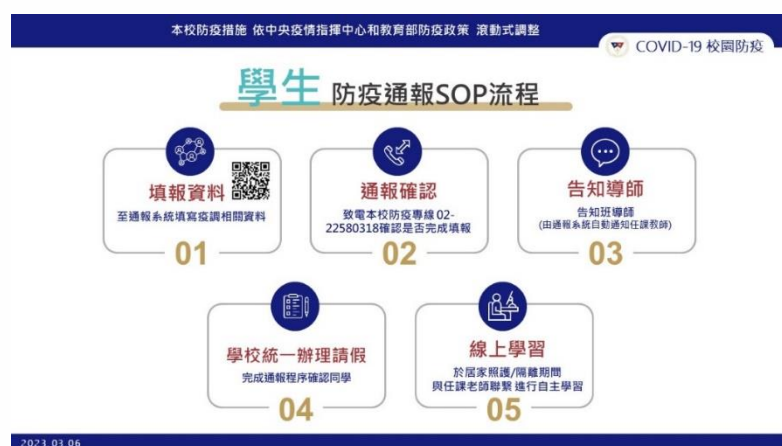 本校防疫措施 依中央疫情指揮中心和教育部防疫政策 滾動式調整
COVID-19 校園防疫
學生 防疫通報SOP流程
填報資料
至通報系統填寫疫調相關資料
01
通報確認
致電本校防疫專線 02-
22580318確認是否完成填報
02
告知導師
告知班導師
(由通報系統自動通知任課教師)
03
學校統一辦理請假
完成通報程序確認同學
04
線上學習
於居家照護/隔離期間
與任課老師聯繫 進行自主學習
05
2023.03.06